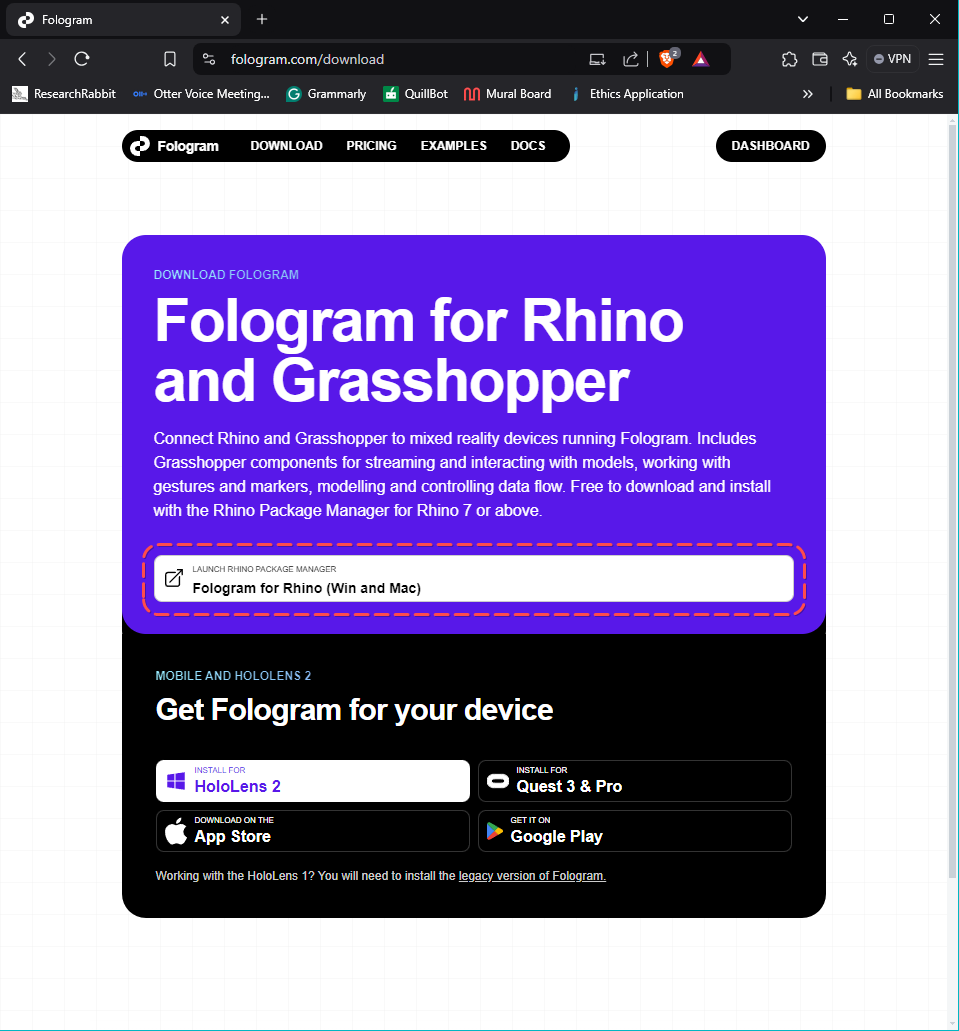 Fologram
fologram.com/download
2
VPN
ResearchRabbit
Otter Voice Meeting...
Grammarly
QuillBot
Mural Board
Ethics Application
All Bookmarks
Fologram
DOWNLOAD
PRICING
EXAMPLES
DOCS
DASHBOARD
DOWNLOAD FOLOGRAM
Fologram for Rhino
and Grasshopper
Connect Rhino and Grasshopper to mixed reality devices running Fologram. Includes
Grasshopper components for streaming and interacting with models, working with
gestures and markers, modelling and controlling data flow. Free to download and install
with the Rhino Package Manager for Rhino 7 or above.
LAUNCH RHINO PACKAGE MANAGER
Fologram for Rhino (Win and Mac)
MOBILE AND HOLOLENS 2
Get Fologram for your device
INSTALL FOR
HoloLens 2
INSTALL FOR
Quest 3 & Pro
DOWNLOAD ON THE
App Store
GET IT ON
Google Play
Working with the HoloLens 1? You will need to install the legacy version of Fologram.